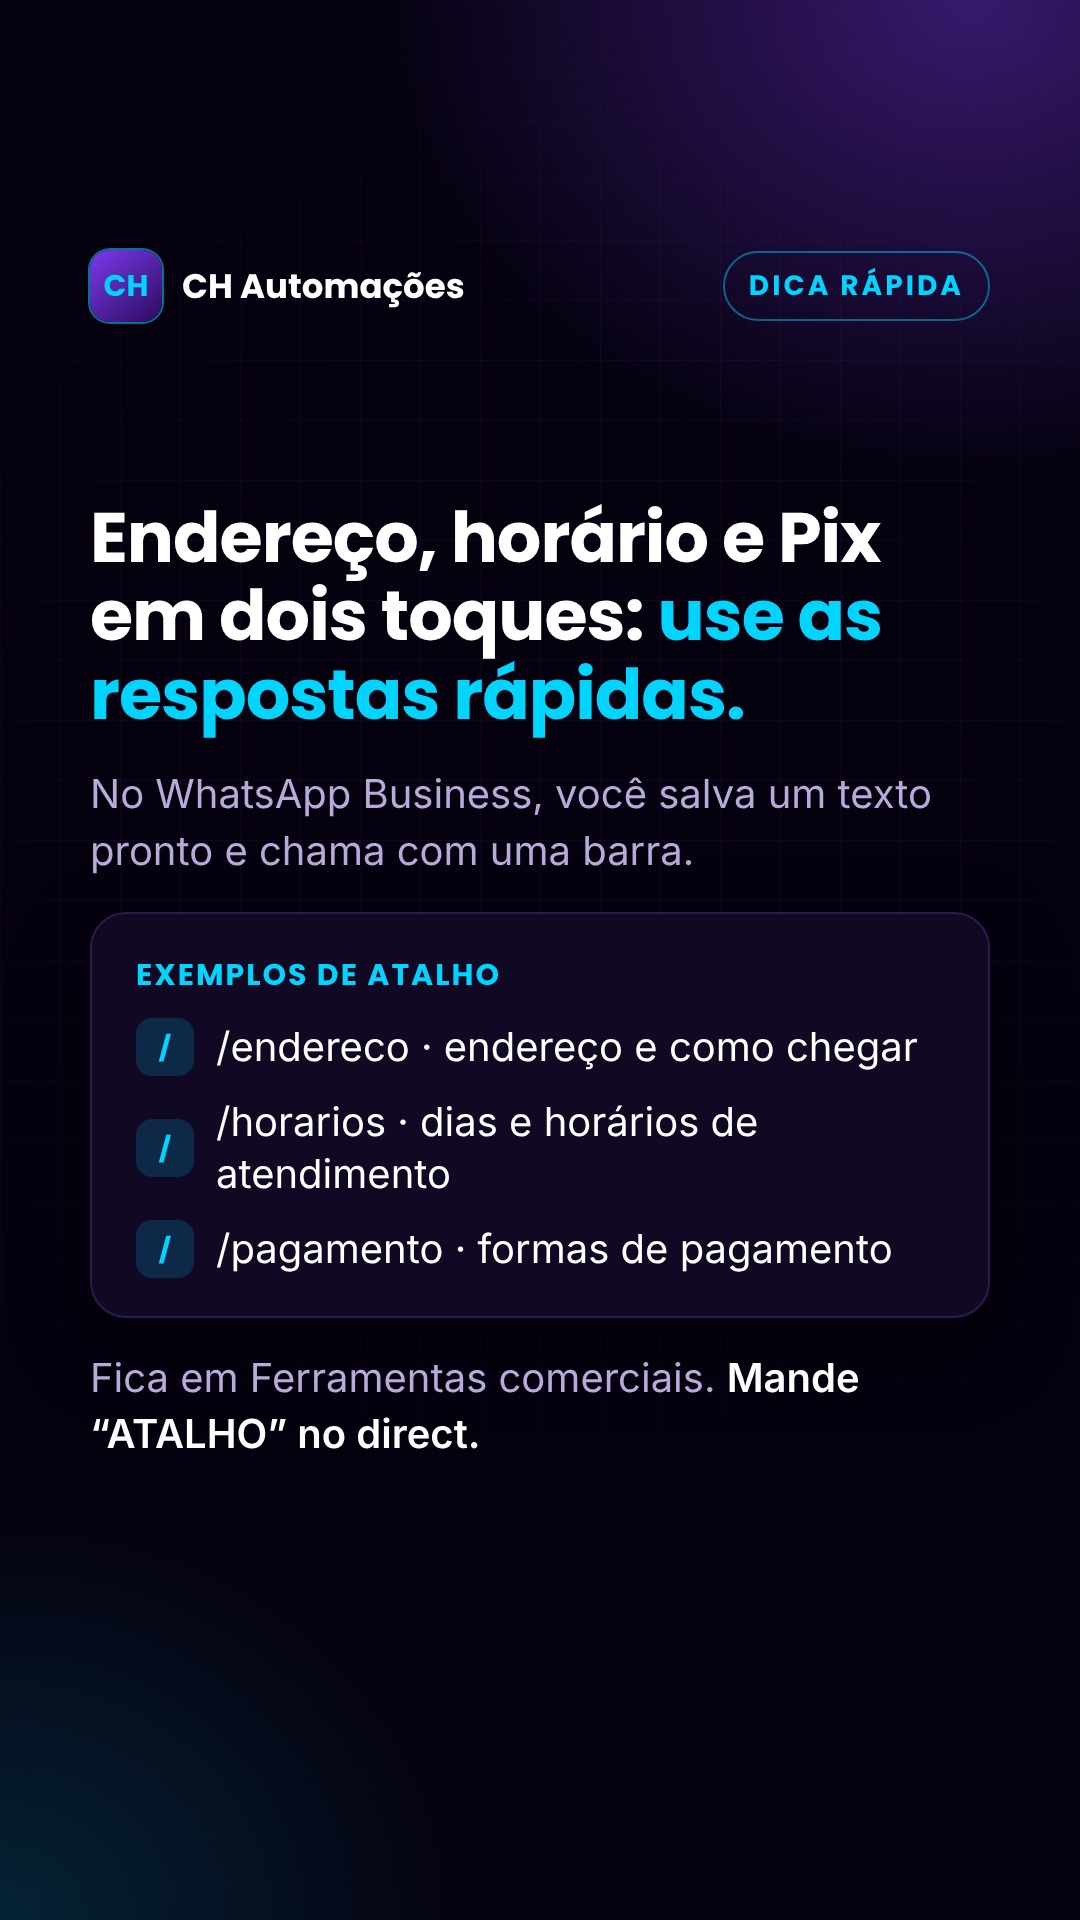 CH
CH Automações
DICA RÁPIDA
Endereço, horário e Pix
em dois toques: use as
respostas rápidas.
No WhatsApp Business, você salva um texto
pronto e chama com uma barra.
EXEMPLOS DE ATALHO
/ /endereco · endereço e como chegar
/ /horarios · dias e horários de
atendimento
/ /pagamento · formas de pagamento
Fica em Ferramentas comerciais. Mande
“ATALHO” no direct.